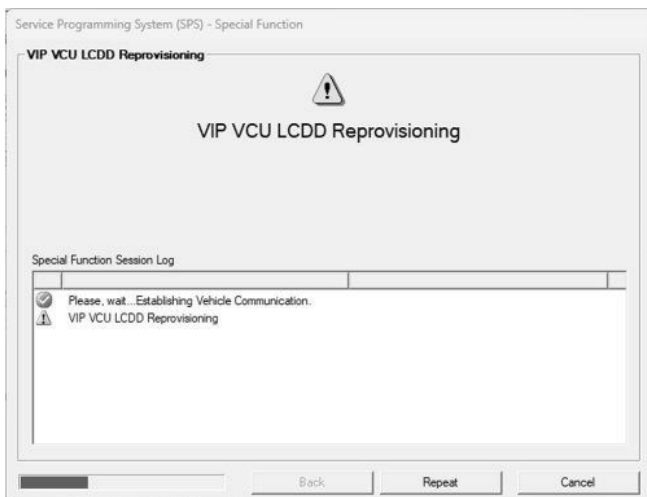 Service Programming System (SPS) - Special Function
VIP VCU LCDD Reprovisioning
VIP VCU LCDD Reprovisioning
Special Function Session Log
Please, wait...Establishing Vehicle Communication.
VIP VCU LCDD Reprovisioning
Back Repeat Cancel